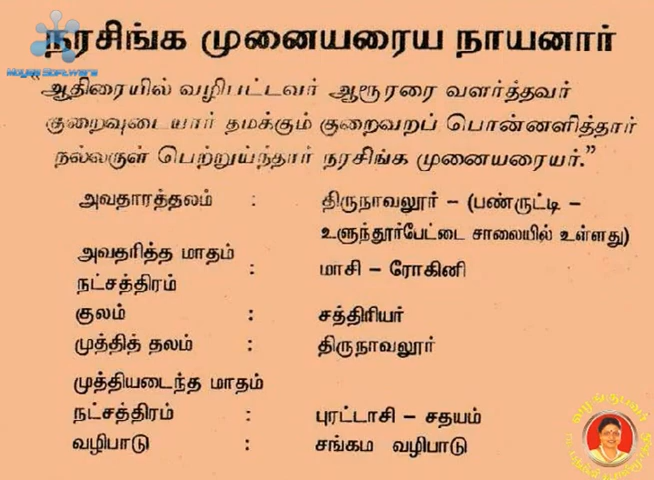 நரசிங்க முனையரைய நாயனார்
Moyan Software
“ஆதிரையில் வழிபட்டவர் ஆரூரரை வளர்த்தவர்
குறைவுடையார் தமக்கும் குறைவறப் பொன்னளித்தார்
நல்லருள் பெற்றுய்ந்தார் நரசிங்க முனையரையர்.”
அவதாரத்தலம் : திருநாவலூர் – (பண்ருட்டி –
உளுந்தூர்பேட்டை சாலையில் உள்ளது)
அவதரித்த மாதம்
நட்சத்திரம் : மாசி – ரோகினி
குலம் : சத்திரியர்
முத்தித் தலம் : திருநாவலூர்
முத்தியடைந்த மாதம்
நட்சத்திரம் : புரட்டாசி – சதயம்
வழிபாடு : சங்கம வழிபாடு